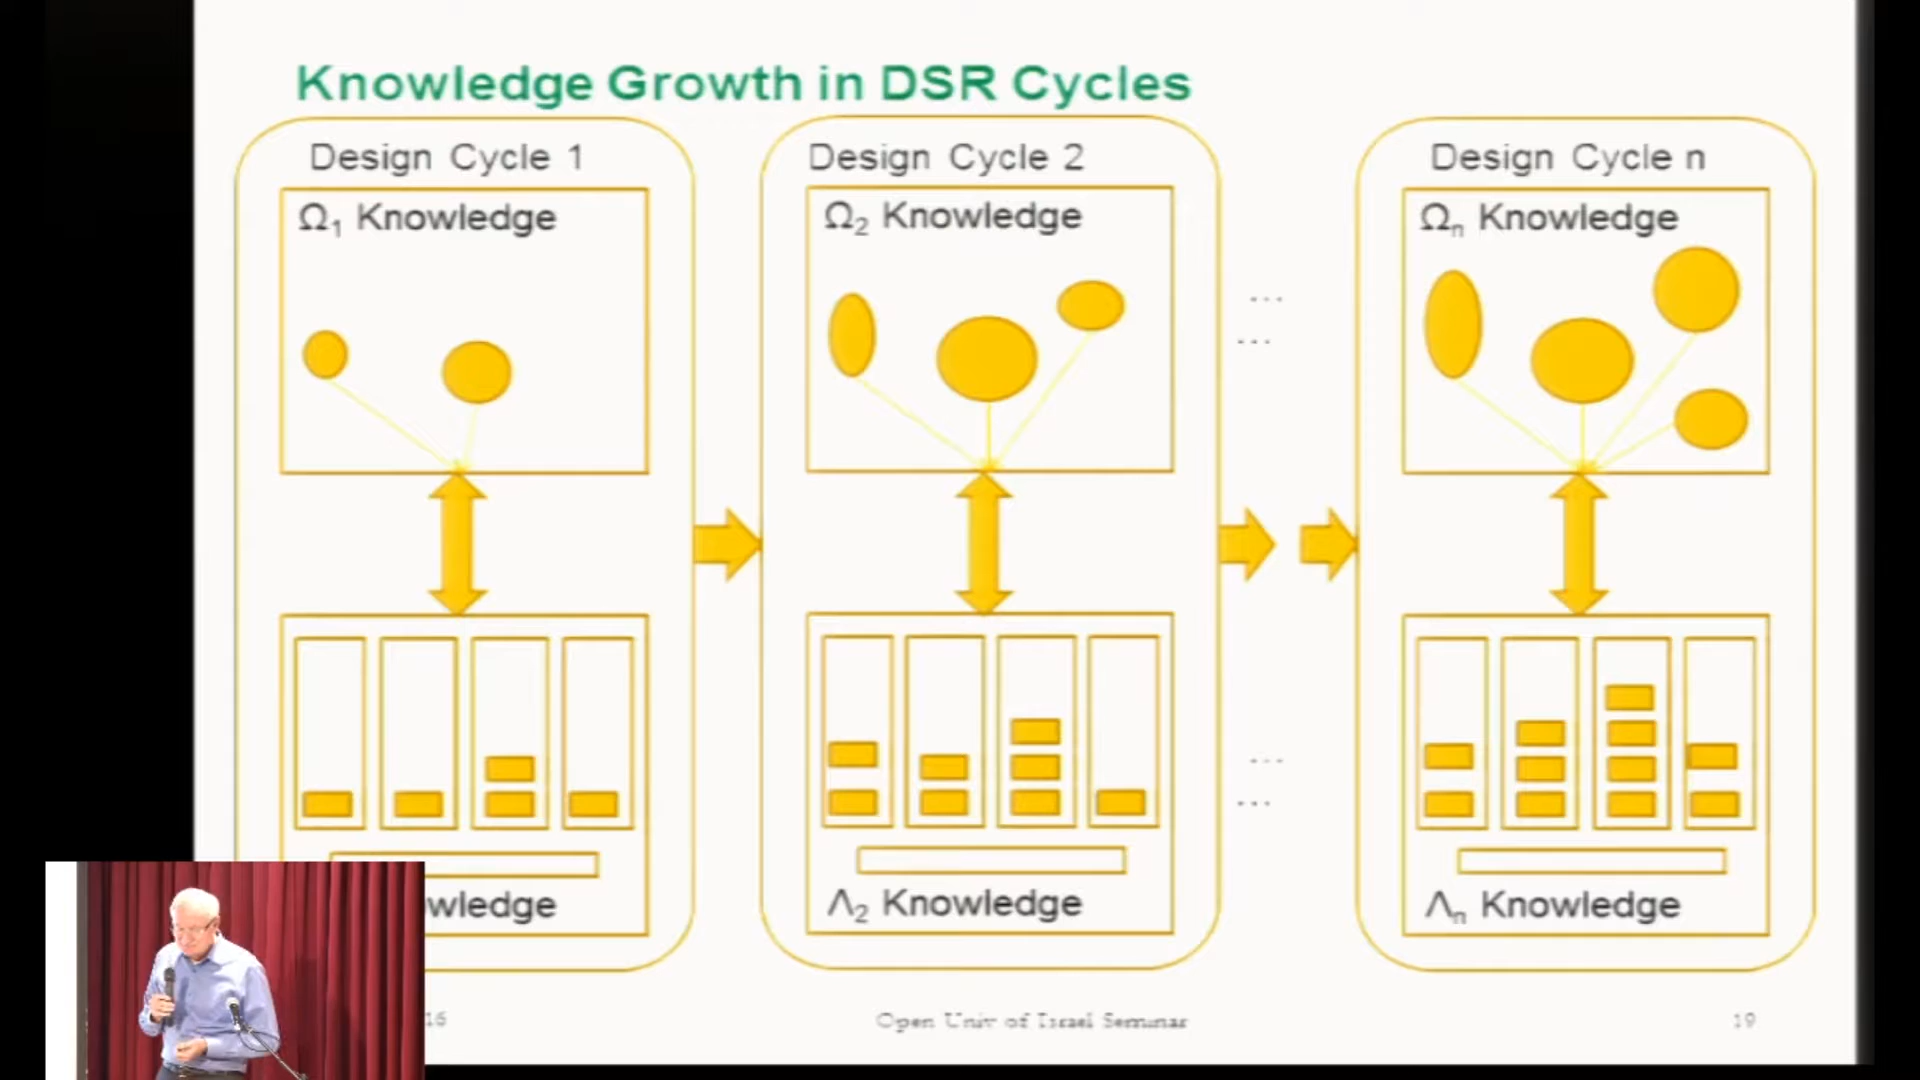 Knowledge Growth in DSR Cycles
Design Cycle 1
Ω₁ Knowledge
wledge
Design Cycle 2
Ω₂ Knowledge
...
...
...
...
Λ₂ Knowledge
Design Cycle n
Ωₙ Knowledge
Λₙ Knowledge
16
Open Univ of Israel Seminar
19